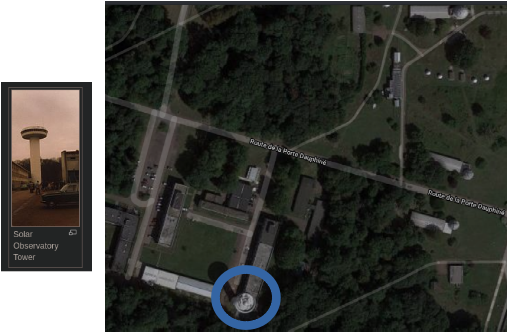 Solar
Observatory
Tower
Route de la Porte Dauphine
Route de la Porte Dauphine